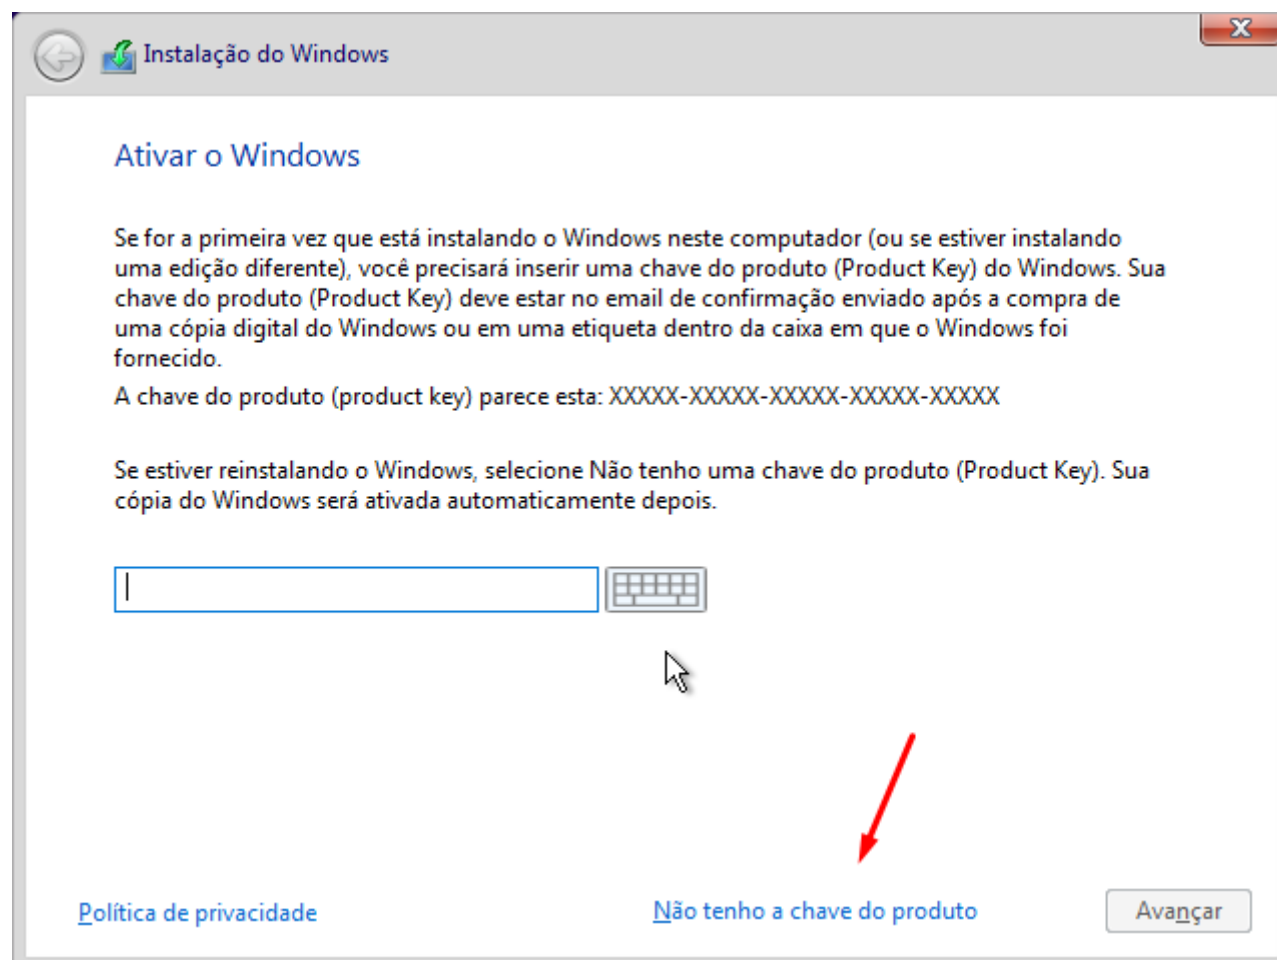 Instalação do Windows
X
Ativar o Windows
Se for a primeira vez que está instalando o Windows neste computador (ou se estiver instalando
uma edição diferente), você precisará inserir uma chave do produto (Product Key) do Windows. Sua
chave do produto (Product Key) deve estar no email de confirmação enviado após a compra de
uma cópia digital do Windows ou em uma etiqueta dentro da caixa em que o Windows foi
fornecido.
A chave do produto (product key) parece esta: XXXXX-XXXXX-XXXXX-XXXXX-XXXXX
Se estiver reinstalando o Windows, selecione Não tenho uma chave do produto (Product Key). Sua
cópia do Windows será ativada automaticamente depois.
Política de privacidade
Não tenho a chave do produto
Avançar